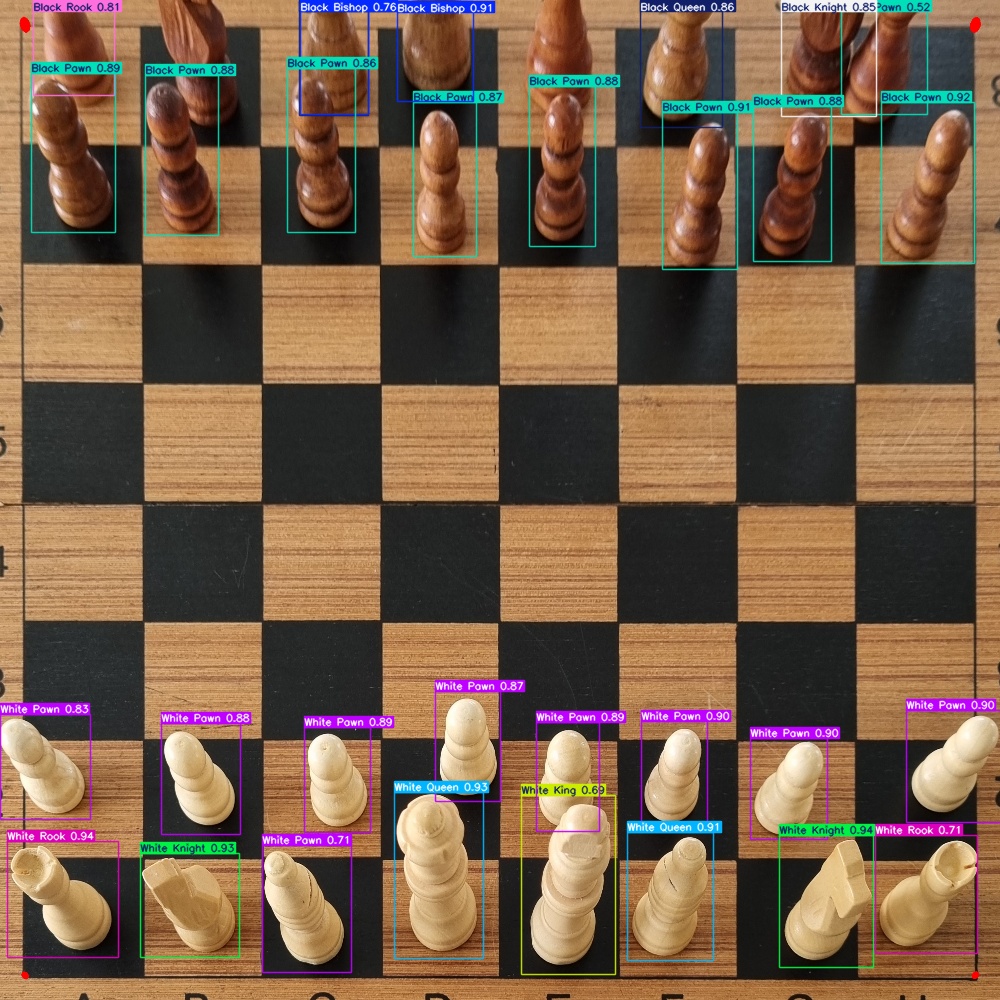 Black Rook 0.81
Black Bishop 0.76
Black Bishop 0.91
Black Queen 0.86
Black Knight 0.85
Pawn 0.52
Black Pawn 0.89
Black Pawn 0.88
Black Pawn 0.86
Black Pawn 0.87
Black Pawn 0.88
Black Pawn 0.91
Black Pawn 0.88
Black Pawn 0.92
5
4
3
White Pawn 0.83
White Pawn 0.88
White Pawn 0.89
White Pawn 0.87
White Pawn 0.89
White Pawn 0.90
White Pawn 0.90
White Pawn 0.90
White Rook 0.94
White Knight 0.93
White Pawn 0.71
White Queen 0.93
White King 0.69
White Queen 0.91
White Knight 0.94
White Rook 0.71